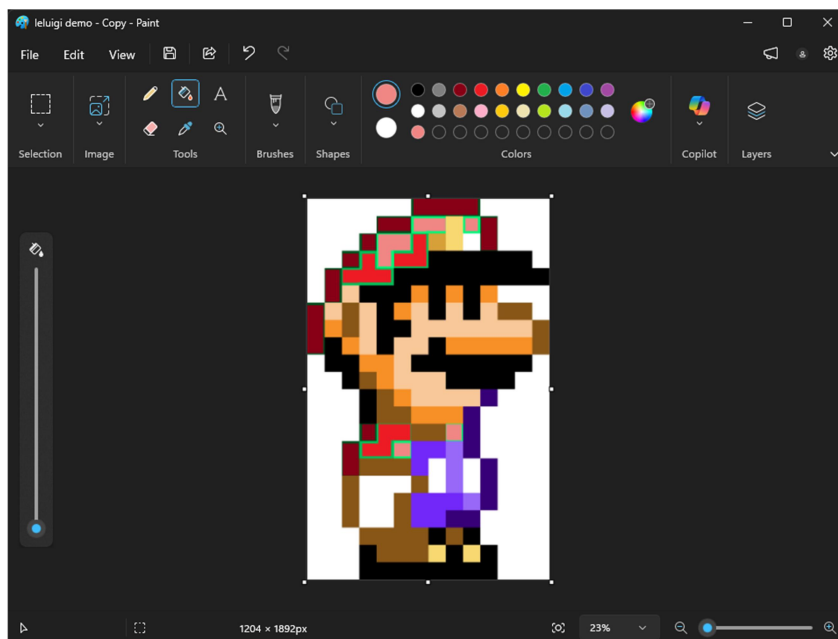 leluigi demo - Copy - Paint
File Edit View
Selection Image Tools Brushes Shapes Colors Copilot Layers
1204 × 1892px 23%